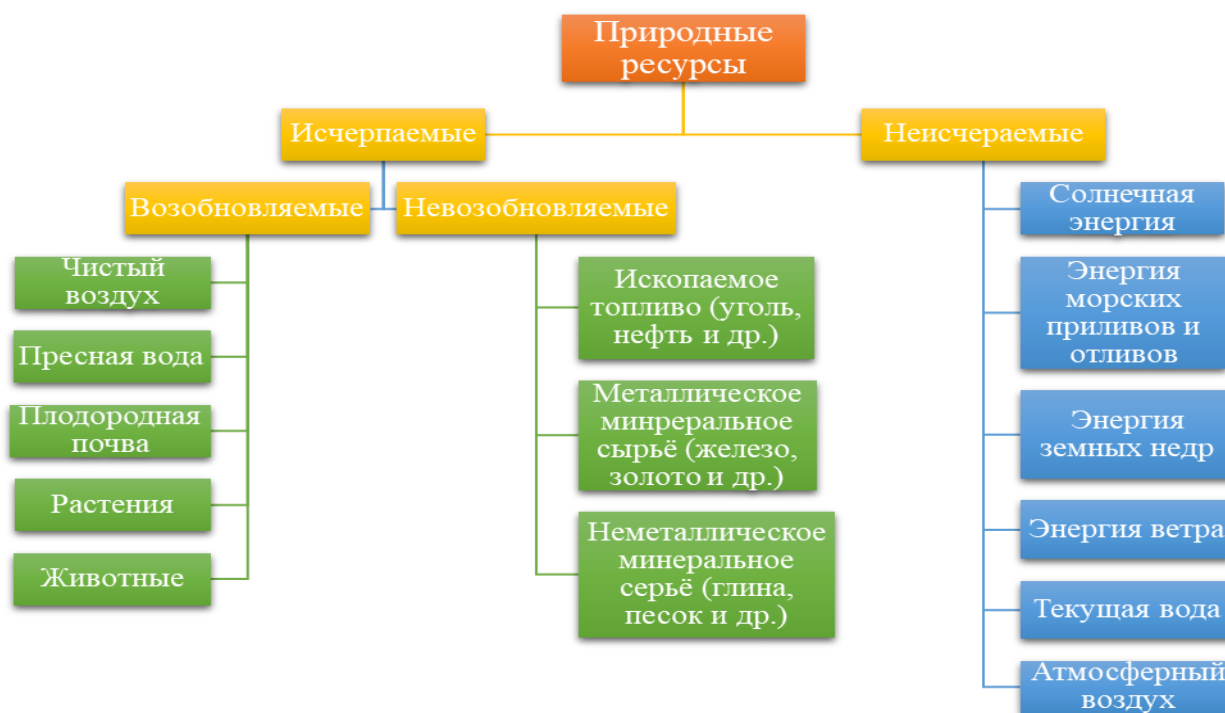 Природные
ресурсы
Исчерпаемые
Неисчераемые
Возобновляемые
Невозобновляемые
Чистый
воздух
Пресная вода
Плодородная
почва
Растения
Животные
Ископаемое
топливо (уголь,
нефть и др.)
Металлическое
минреральное
сырьё (железо,
золото и др.)
Неметаллическое
минеральное
серьё (глина,
песок и др.)
Солнечная
энергия
Энергия
морских
приливов и
отливов
Энергия
земных недр
Энергия ветра
Текущая вода
Атмосферный
воздух